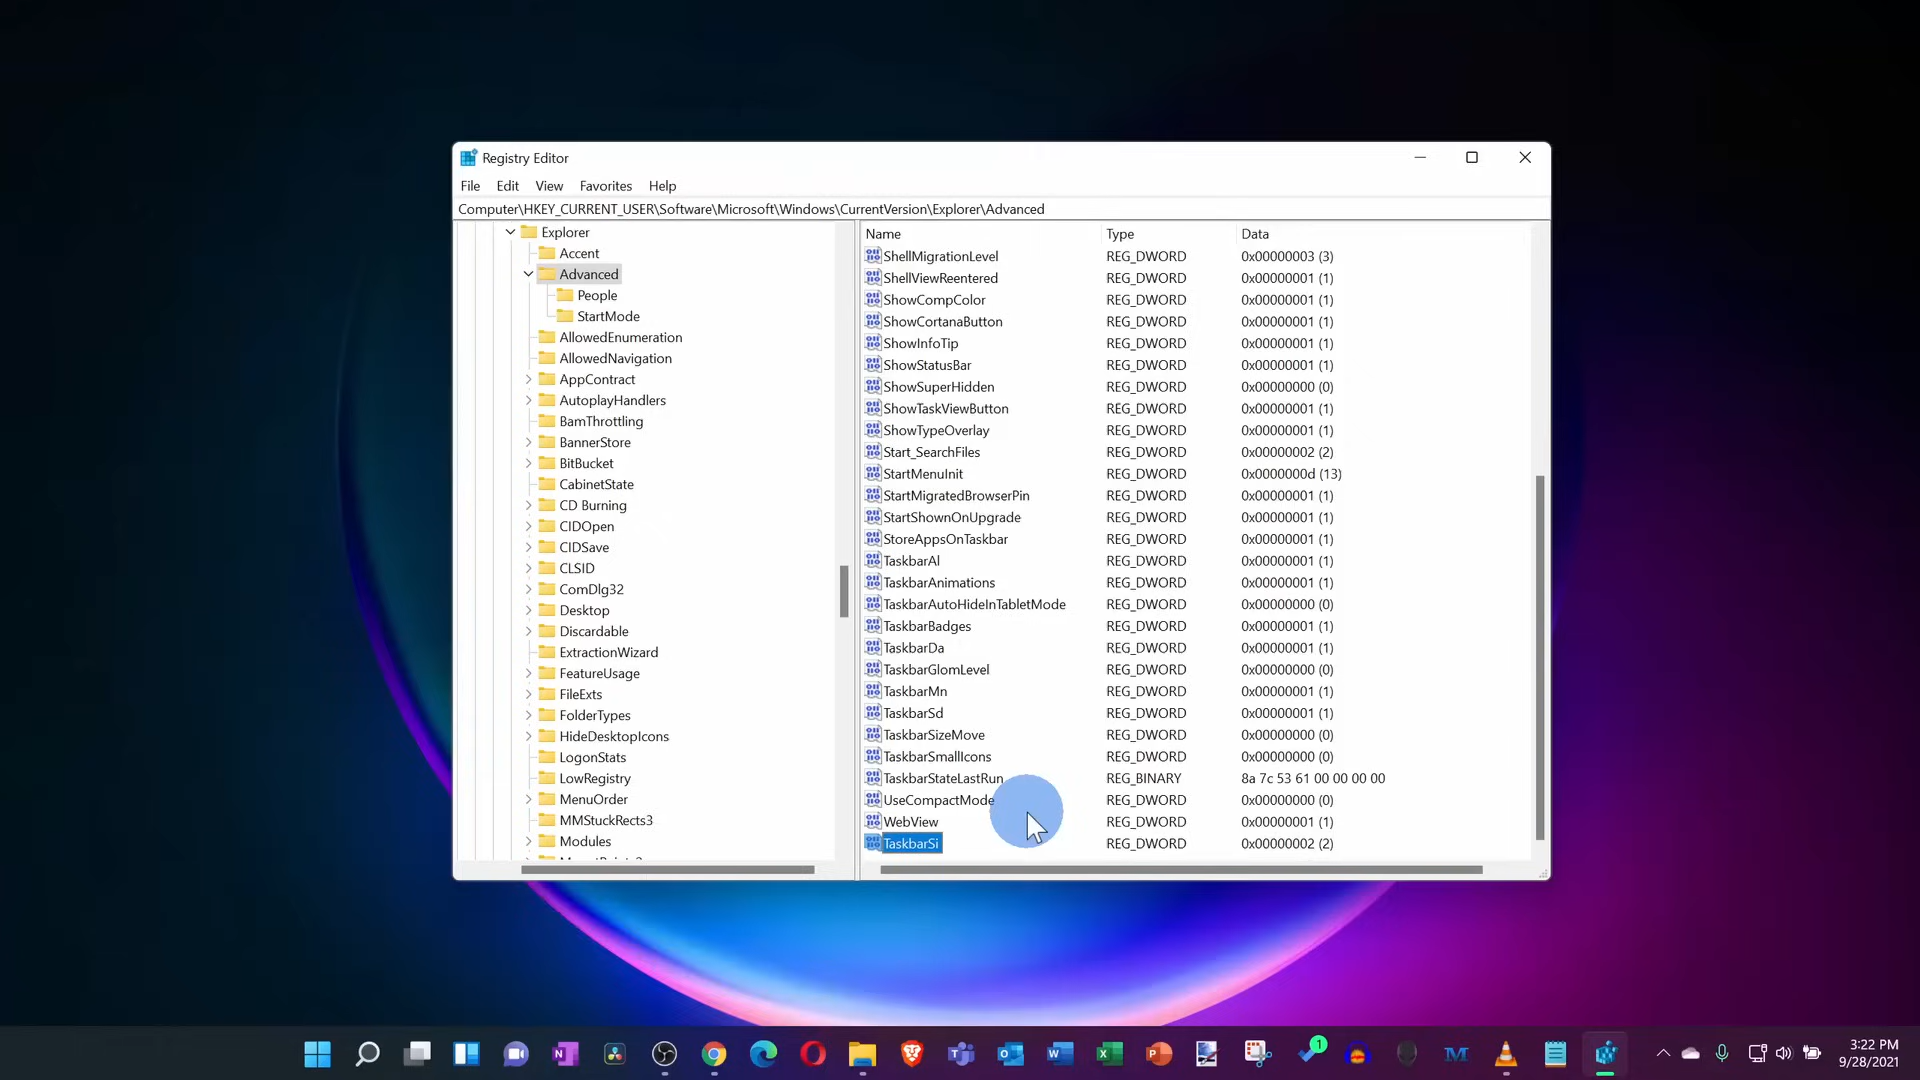 Registry Editor
File Edit View Favorites Help
Computer\HKEY_CURRENT_USER\Software\Microsoft\Windows\CurrentVersion\Explorer\Advanced
Explorer
Accent
Advanced
People
StartMode
AllowedEnumeration
AllowedNavigation
AppContract
AutoplayHandlers
BamThrottling
BannerStore
BitBucket
CabinetState
CD Burning
CIDOpen
CIDSave
CLSID
ComDlg32
Desktop
Discardable
ExtractionWizard
FeatureUsage
FileExts
FolderTypes
HideDesktopIcons
LogonStats
LowRegistry
MenuOrder
MMStuckRects3
Modules
Name Type Data
ShellMigrationLevel REG_DWORD 0x00000003 (3)
ShellViewReentered REG_DWORD 0x00000001 (1)
ShowCompColor REG_DWORD 0x00000001 (1)
ShowCortanaButton REG_DWORD 0x00000001 (1)
ShowInfoTip REG_DWORD 0x00000001 (1)
ShowStatusBar REG_DWORD 0x00000001 (1)
ShowSuperHidden REG_DWORD 0x00000000 (0)
ShowTaskViewButton REG_DWORD 0x00000001 (1)
ShowTypeOverlay REG_DWORD 0x00000001 (1)
Start_SearchFiles REG_DWORD 0x00000002 (2)
StartMenuInit REG_DWORD 0x0000000d (13)
StartMigratedBrowserPin REG_DWORD 0x00000001 (1)
StartShownOnUpgrade REG_DWORD 0x00000001 (1)
StoreAppsOnTaskbar REG_DWORD 0x00000001 (1)
TaskbarAl REG_DWORD 0x00000001 (1)
TaskbarAnimations REG_DWORD 0x00000001 (1)
TaskbarAutoHideInTabletMode REG_DWORD 0x00000000 (0)
TaskbarBadges REG_DWORD 0x00000001 (1)
TaskbarDa REG_DWORD 0x00000001 (1)
TaskbarGlomLevel REG_DWORD 0x00000000 (0)
TaskbarMn REG_DWORD 0x00000001 (1)
TaskbarSd REG_DWORD 0x00000001 (1)
TaskbarSizeMove REG_DWORD 0x00000000 (0)
TaskbarSmallIcons REG_DWORD 0x00000000 (0)
TaskbarStateLastRun REG_BINARY 8a 7c 53 61 00 00 00 00
UseCompactMode REG_DWORD 0x00000000 (0)
WebView REG_DWORD 0x00000001 (1)
TaskbarSi REG_DWORD 0x00000002 (2)
1
3:22 PM
9/28/2021